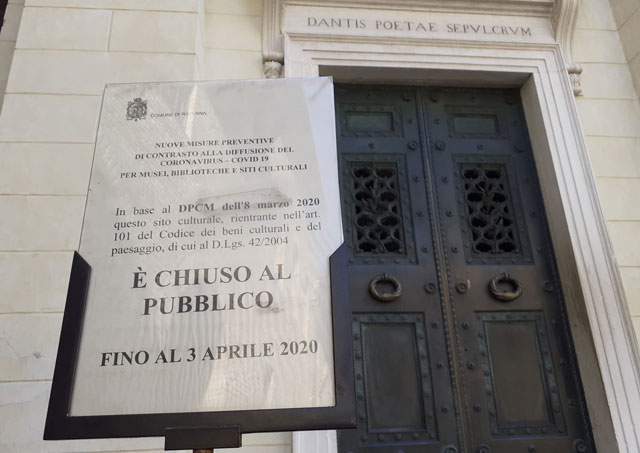 DANTIS POETAE SEPVLCRVM
COMUNE DI RAVENNA
NUOVE MISURE PREVENTIVE
DI CONTRASTO ALLA DIFFUSIONE DEL
CORONAVIRUS – COVID 19
PER MUSEI, BIBLIOTECHE E SITI CULTURALI
In base al DPCM dell'8 marzo 2020
questo sito culturale, rientrante nell'art.
101 del Codice dei beni culturali e del
paesaggio, di cui al D.Lgs. 42/2004
È CHIUSO AL
PUBBLICO
FINO AL 3 APRILE 2020